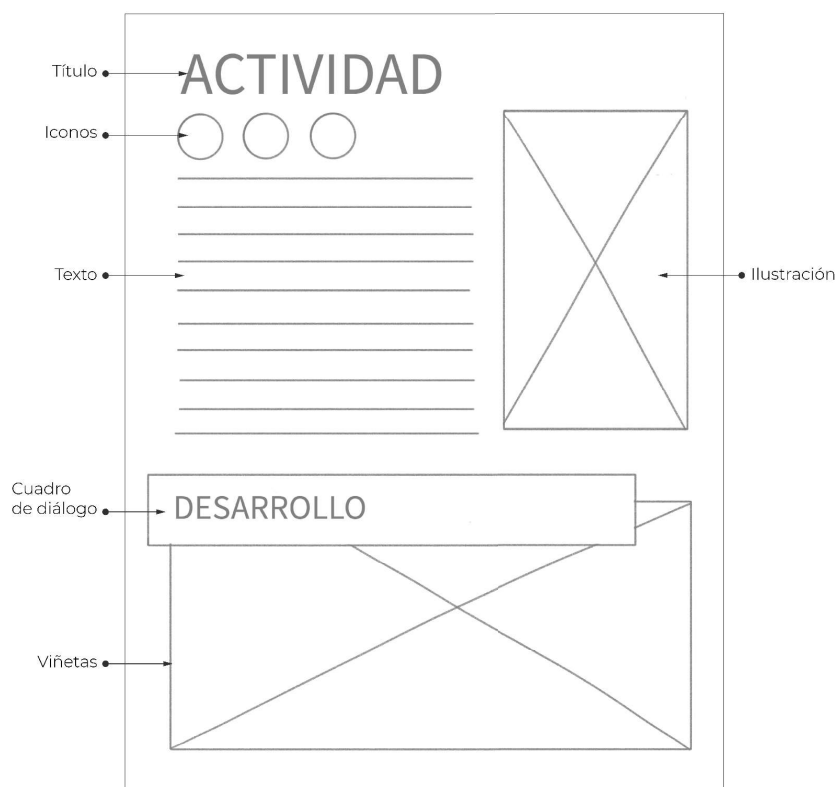 Título
ACTIVIDAD
Iconos
Texto
Ilustración
Cuadro
de diálogo
DESARROLLO
Viñetas